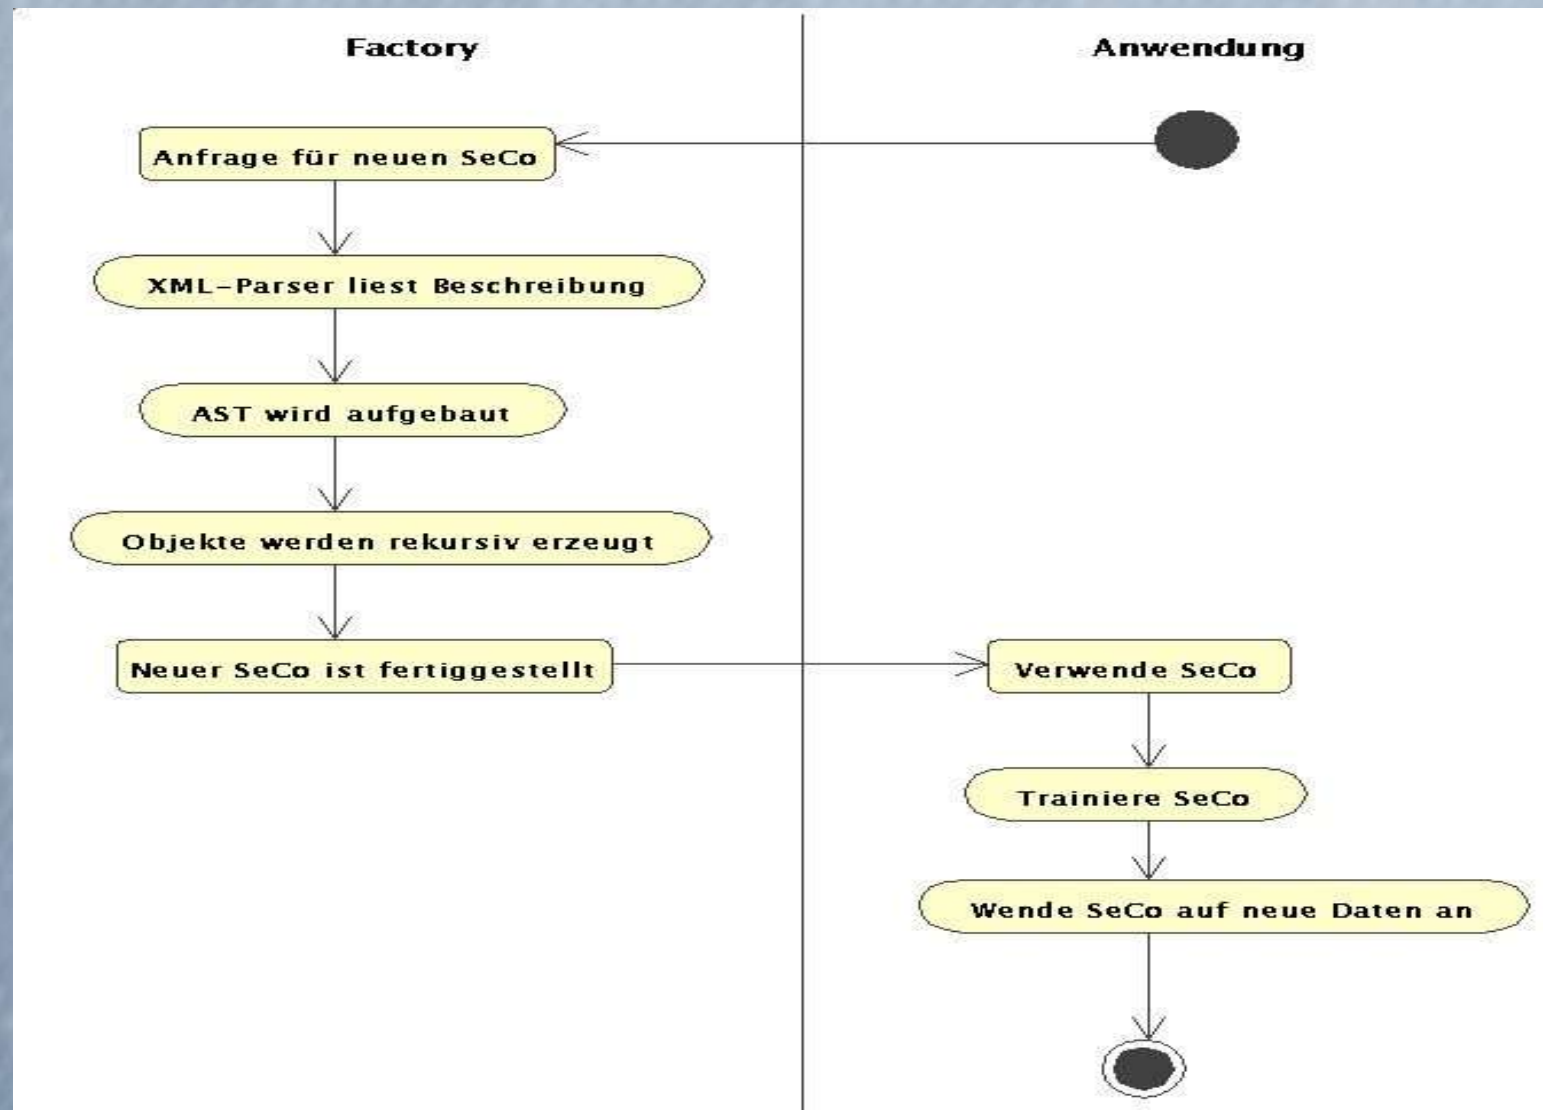 Factory
Anwendung
Anfrage für neuen SeCo
XML-Parser liest Beschreibung
AST wird aufgebaut
Objekte werden rekursiv erzeugt
Neuer SeCo ist fertiggestellt
Verwende SeCo
Trainiere SeCo
Wende SeCo auf neue Daten an